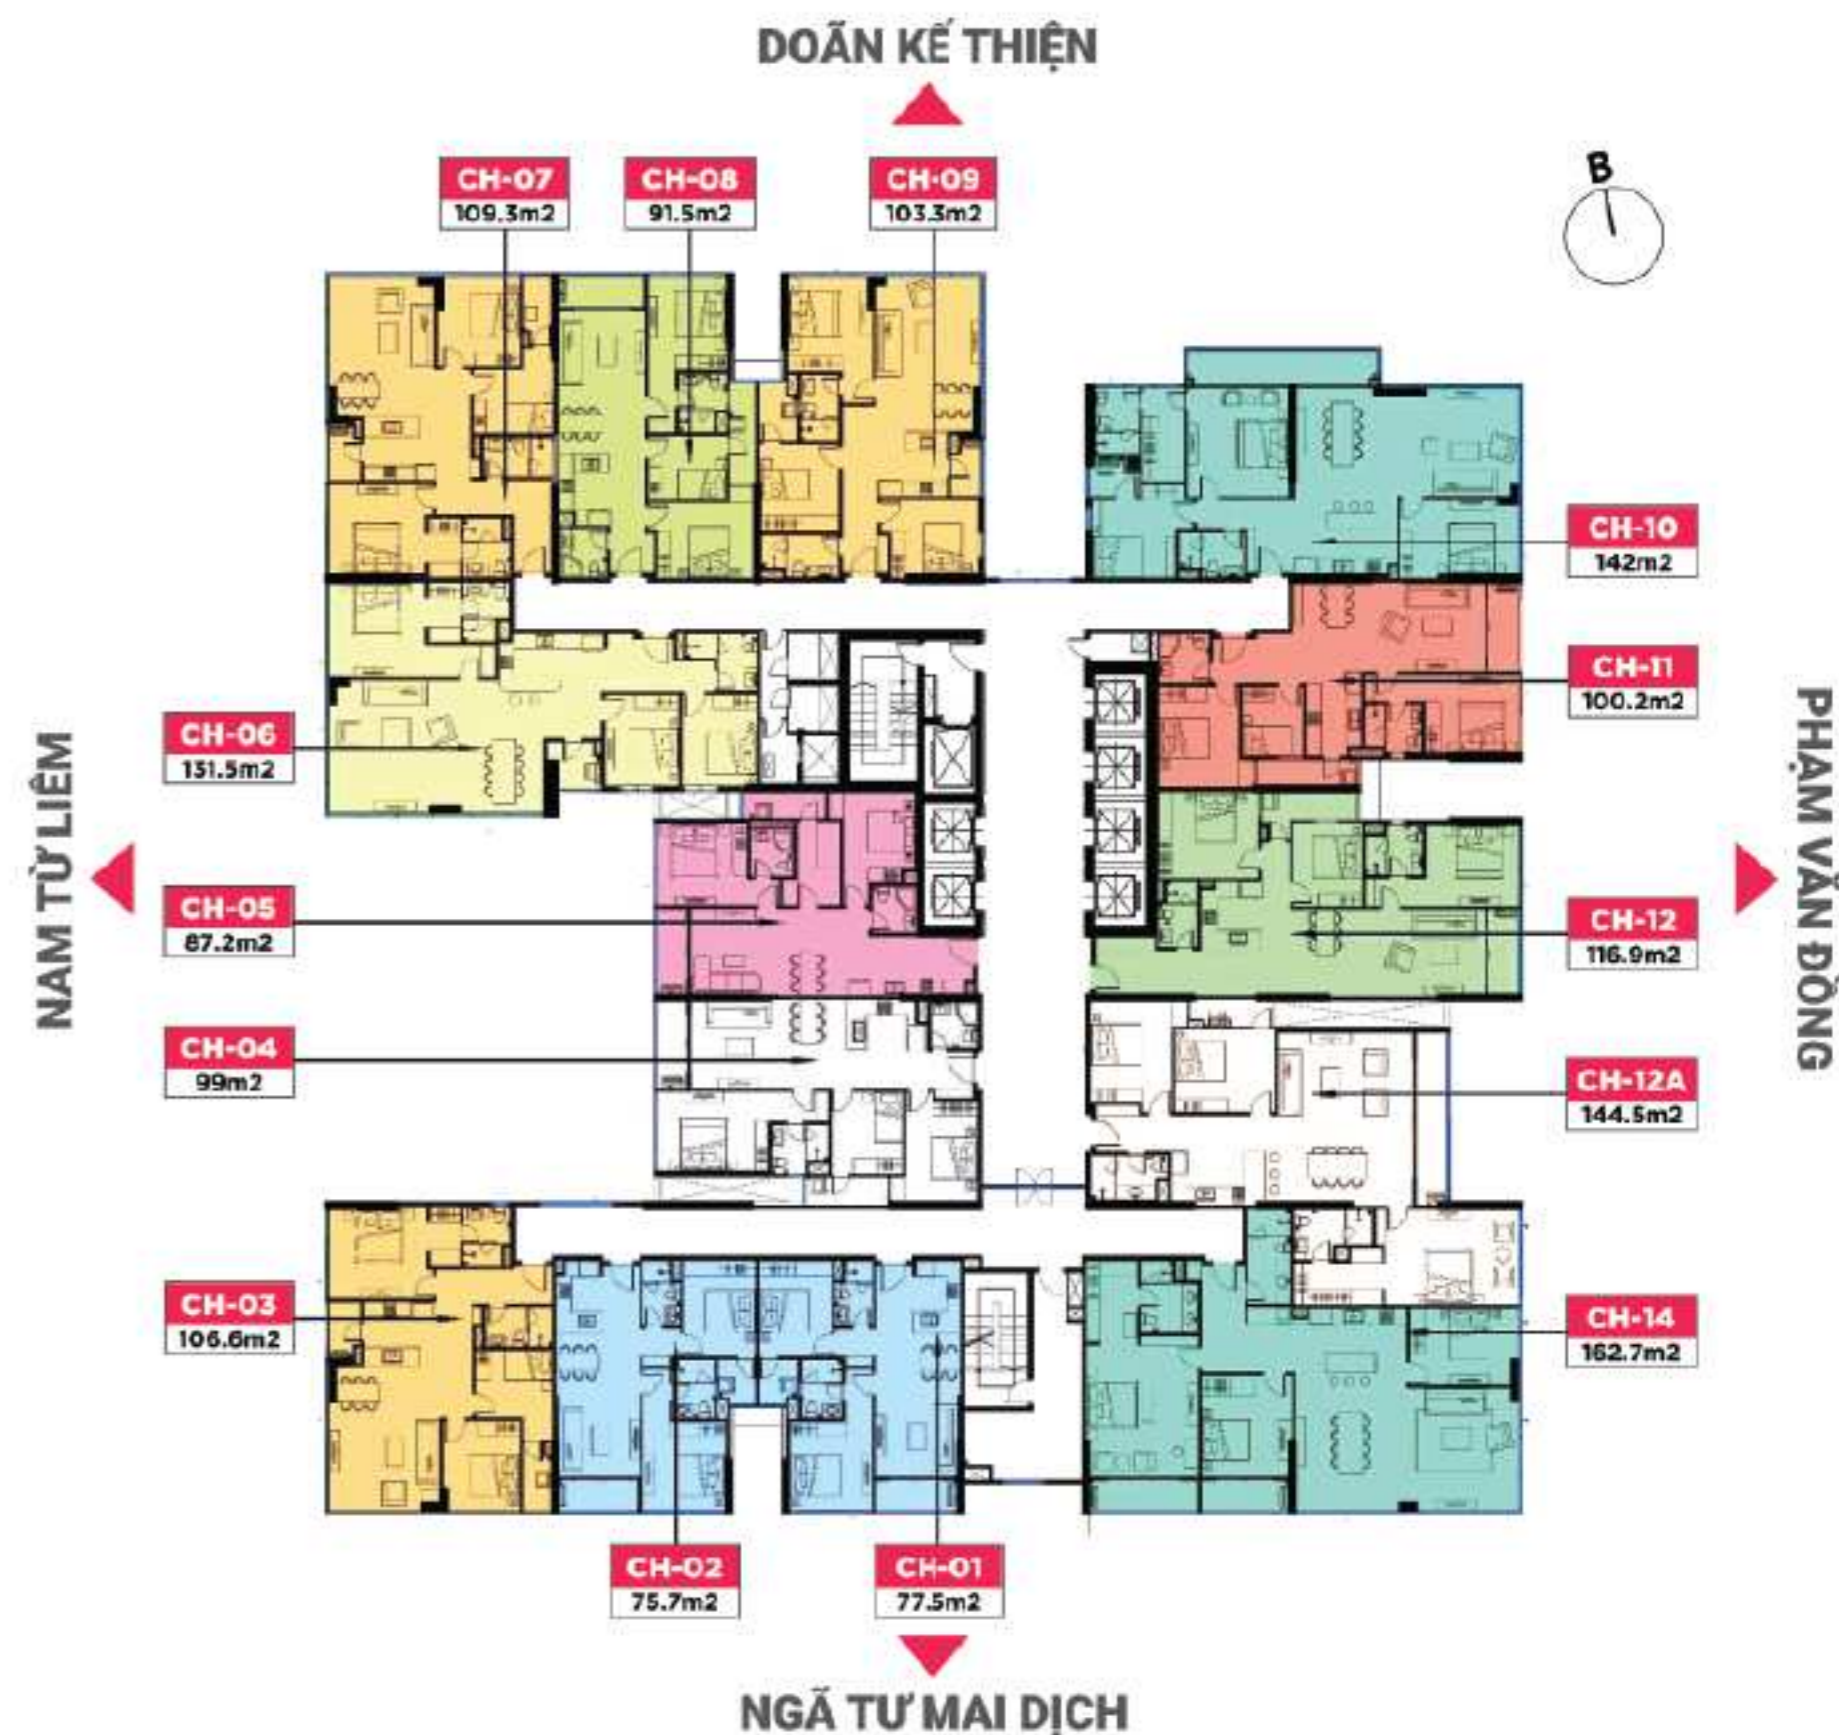 DOÃN KẾ THIỆN
B
CH-07
109.3m2
CH-08
91.5m2
CH-09
103.3m2
CH-10
142m2
CH-11
100.2m2
CH-06
131.5m2
PHẠM VĂN ĐỒNG
NAM TỪ LIÊM
CH-05
87.2m2
CH-12
116.9m2
CH-04
99m2
CH-12A
144.5m2
CH-03
106.6m2
CH-14
162.7m2
CH-02
75.7m2
CH-01
77.5m2
NGÃ TƯ MAI DỊCH